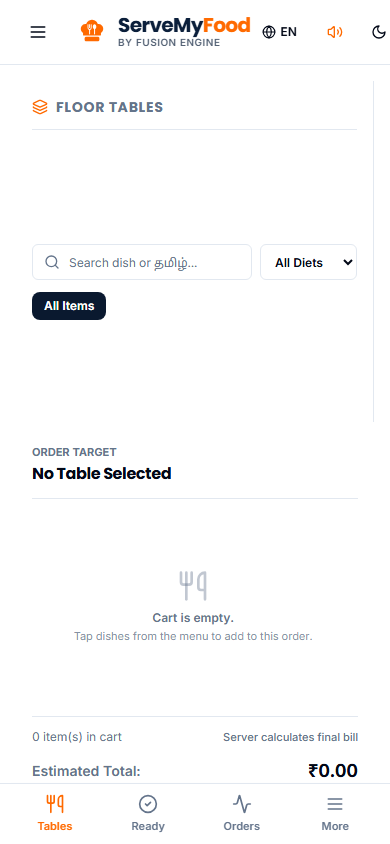 ServeMyFood
BY FUSION ENGINE
EN
FLOOR TABLES
Search dish or தமிழ்...
All Diets
All Items
ORDER TARGET
No Table Selected
Cart is empty.
Tap dishes from the menu to add to this order.
0 item(s) in cart
Server calculates final bill
Estimated Total:
₹0.00
Tables
Ready
Orders
More